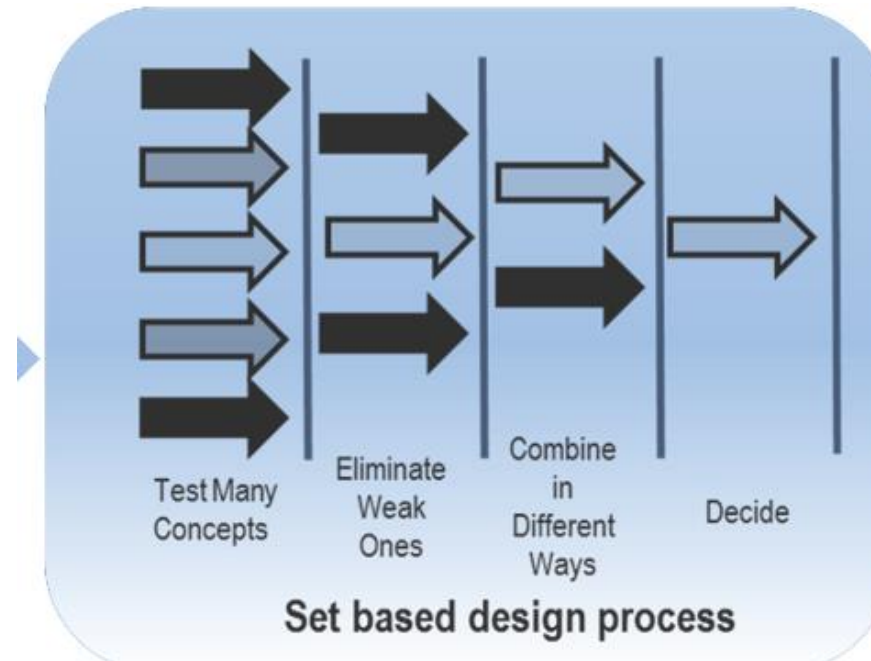 Test Many
Concepts
Eliminate
Weak
Ones
Combine
in
Different
Ways
Decide
Set based design process